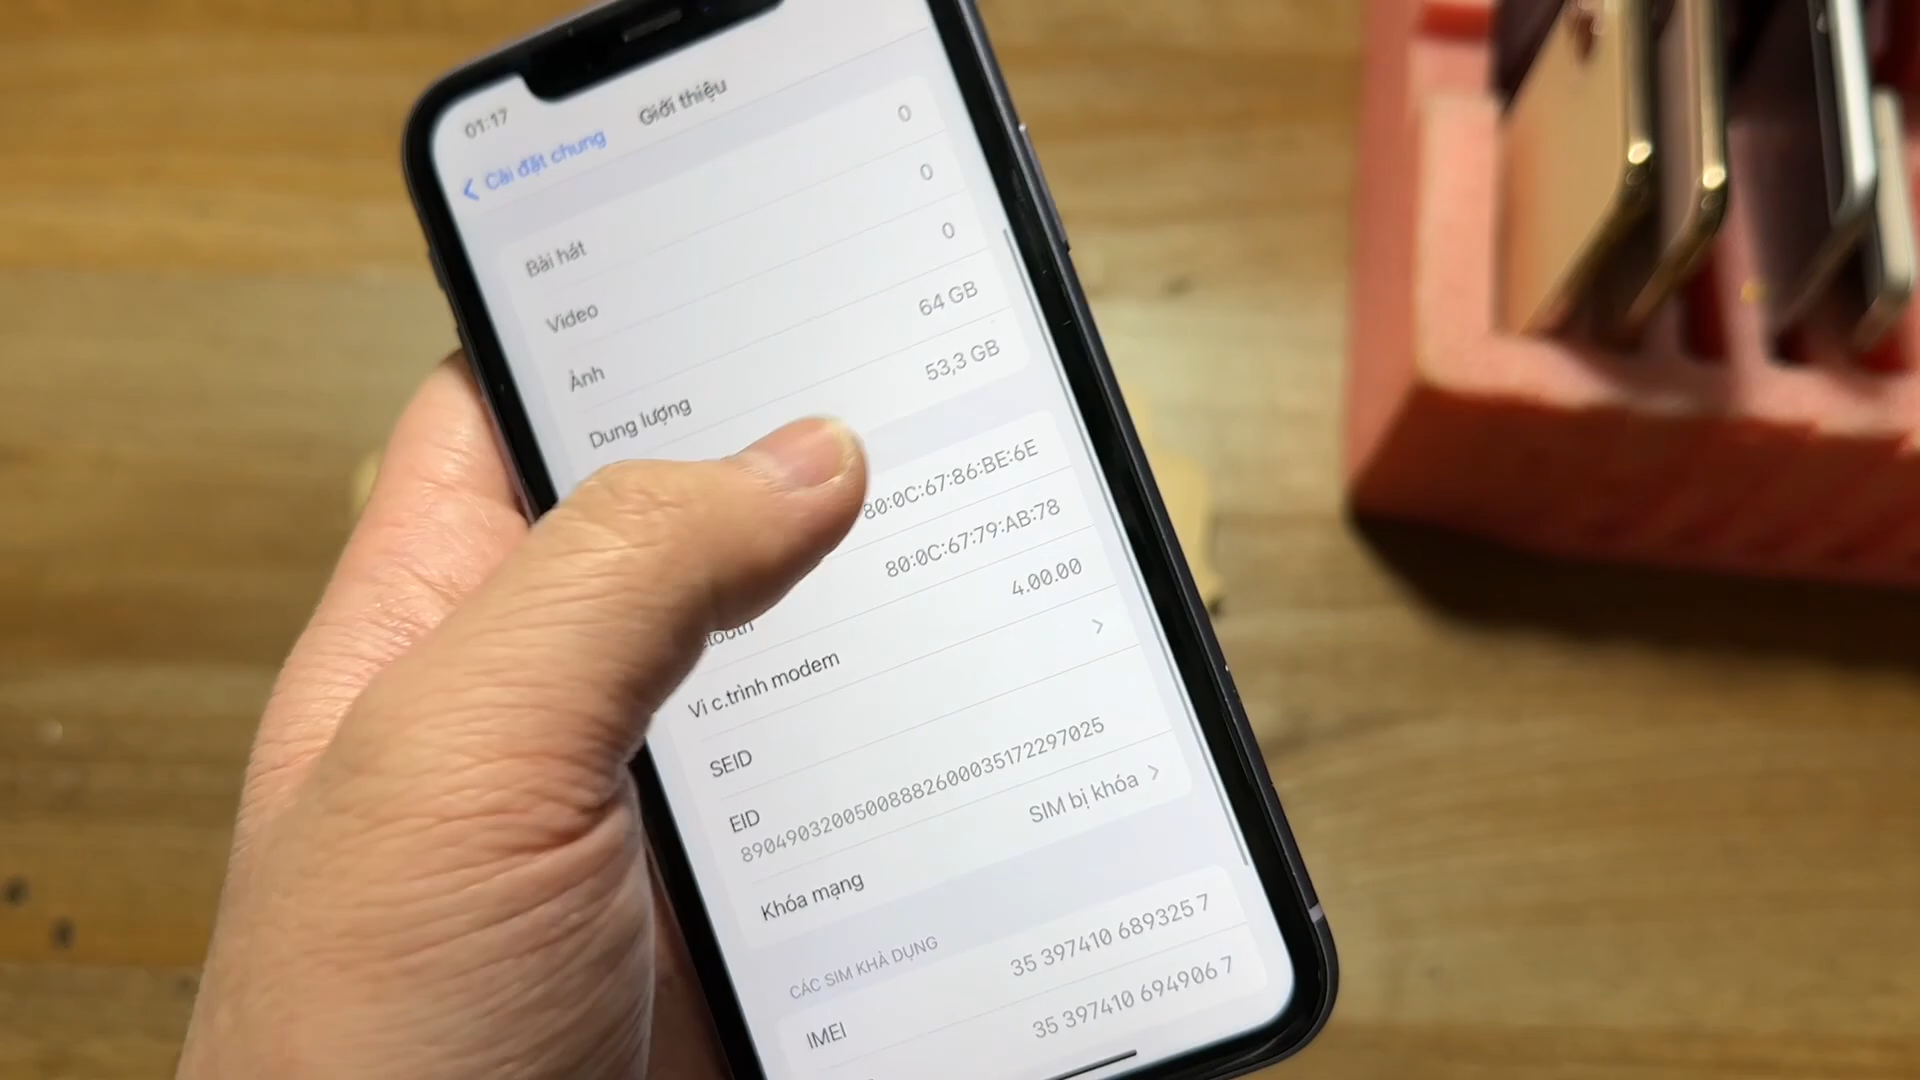 01:17
Cài đặt chung
Giới thiệu
Bài hát 0
Video 0
Ảnh 0
Dung lượng 64 GB
53,3 GB
80:0C:67:86:BE:6E
etooth 80:0C:67:79:AB:78
Vi c.trình modem 4.00.00
SEID
EID
89049032005008882600035172297025
Khóa mạng SIM bị khóa
CÁC SIM KHẢ DỤNG
IMEI 35 397410 689325 7
35 397410 694906 7